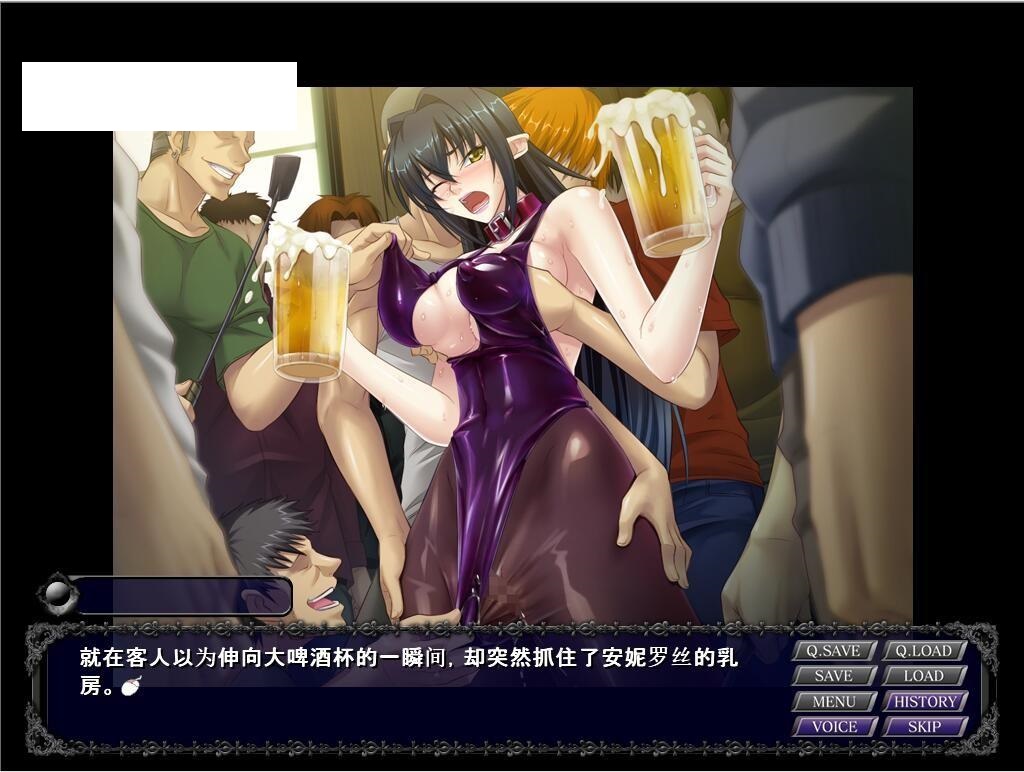 就在客人以为伸向大啤酒杯的一瞬间, 却突然抓住了安妮罗丝的乳
房。
Q.SAVE Q.LOAD
SAVE LOAD
MENU HISTORY
VOICE SKIP